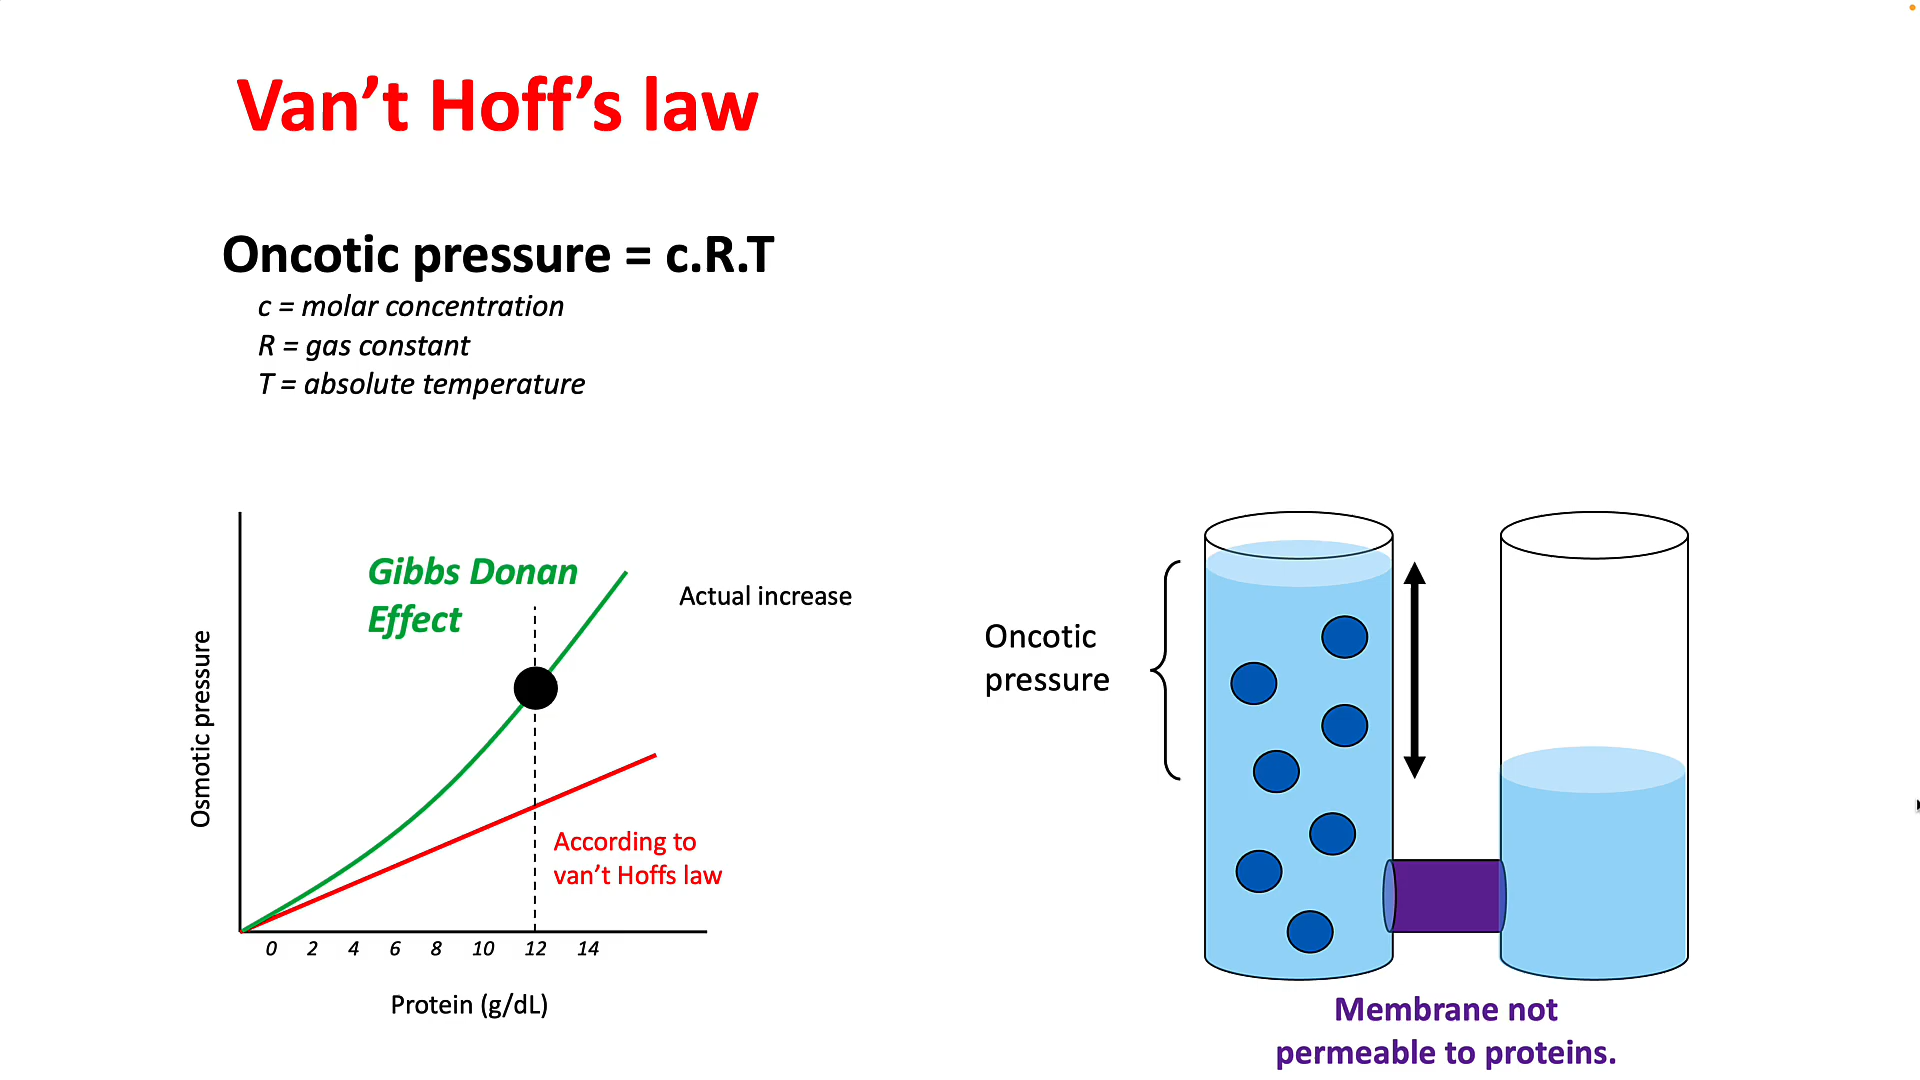 Van’t Hoff’s law
Oncotic pressure = c.R.T
c = molar concentration
R = gas constant
T = absolute temperature
Gibbs Donan
Effect
Actual increase
Osmotic pressure
According to
van’t Hoffs law
0 2 4 6 8 10 12 14
Protein (g/dL)
Oncotic
pressure
Membrane not
permeable to proteins.